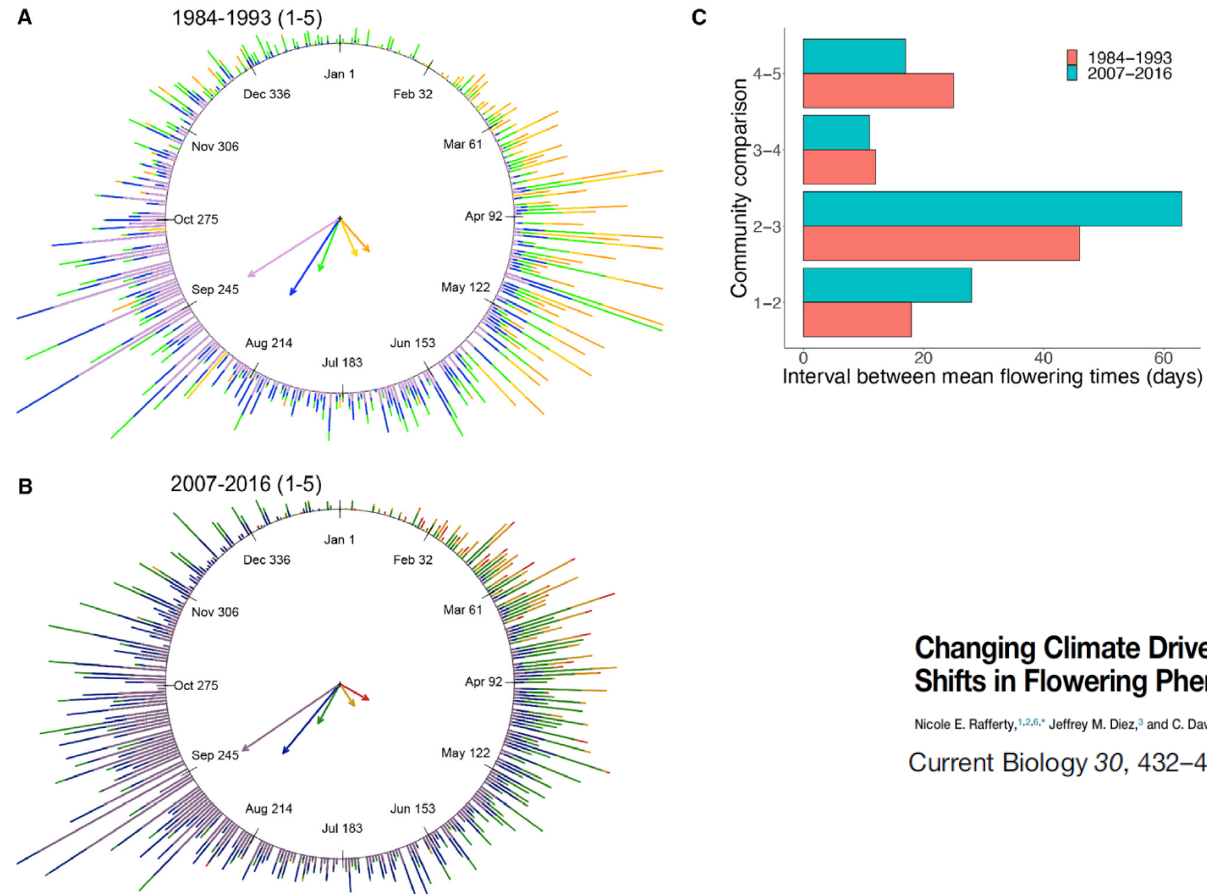 A
1984-1993 (1-5)
Jan 1
Feb 32
Mar 61
Apr 92
May 122
Jun 153
Jul 183
Aug 214
Sep 245
Oct 275
Nov 306
Dec 336
B
2007-2016 (1-5)
Jan 1
Feb 32
Mar 61
Apr 92
May 122
Jun 153
Jul 183
Aug 214
Sep 245
Oct 275
Nov 306
Dec 336
C
1984−1993
2007−2016
Community comparison
4−5
3−4
2−3
1−2
0
20
40
60
Interval between mean flowering times (days)
Changing Climate Drive
Shifts in Flowering Phe
Nicole E. Rafferty,1,2,6,* Jeffrey M. Diez,3 and C. Dav
Current Biology 30, 432–4